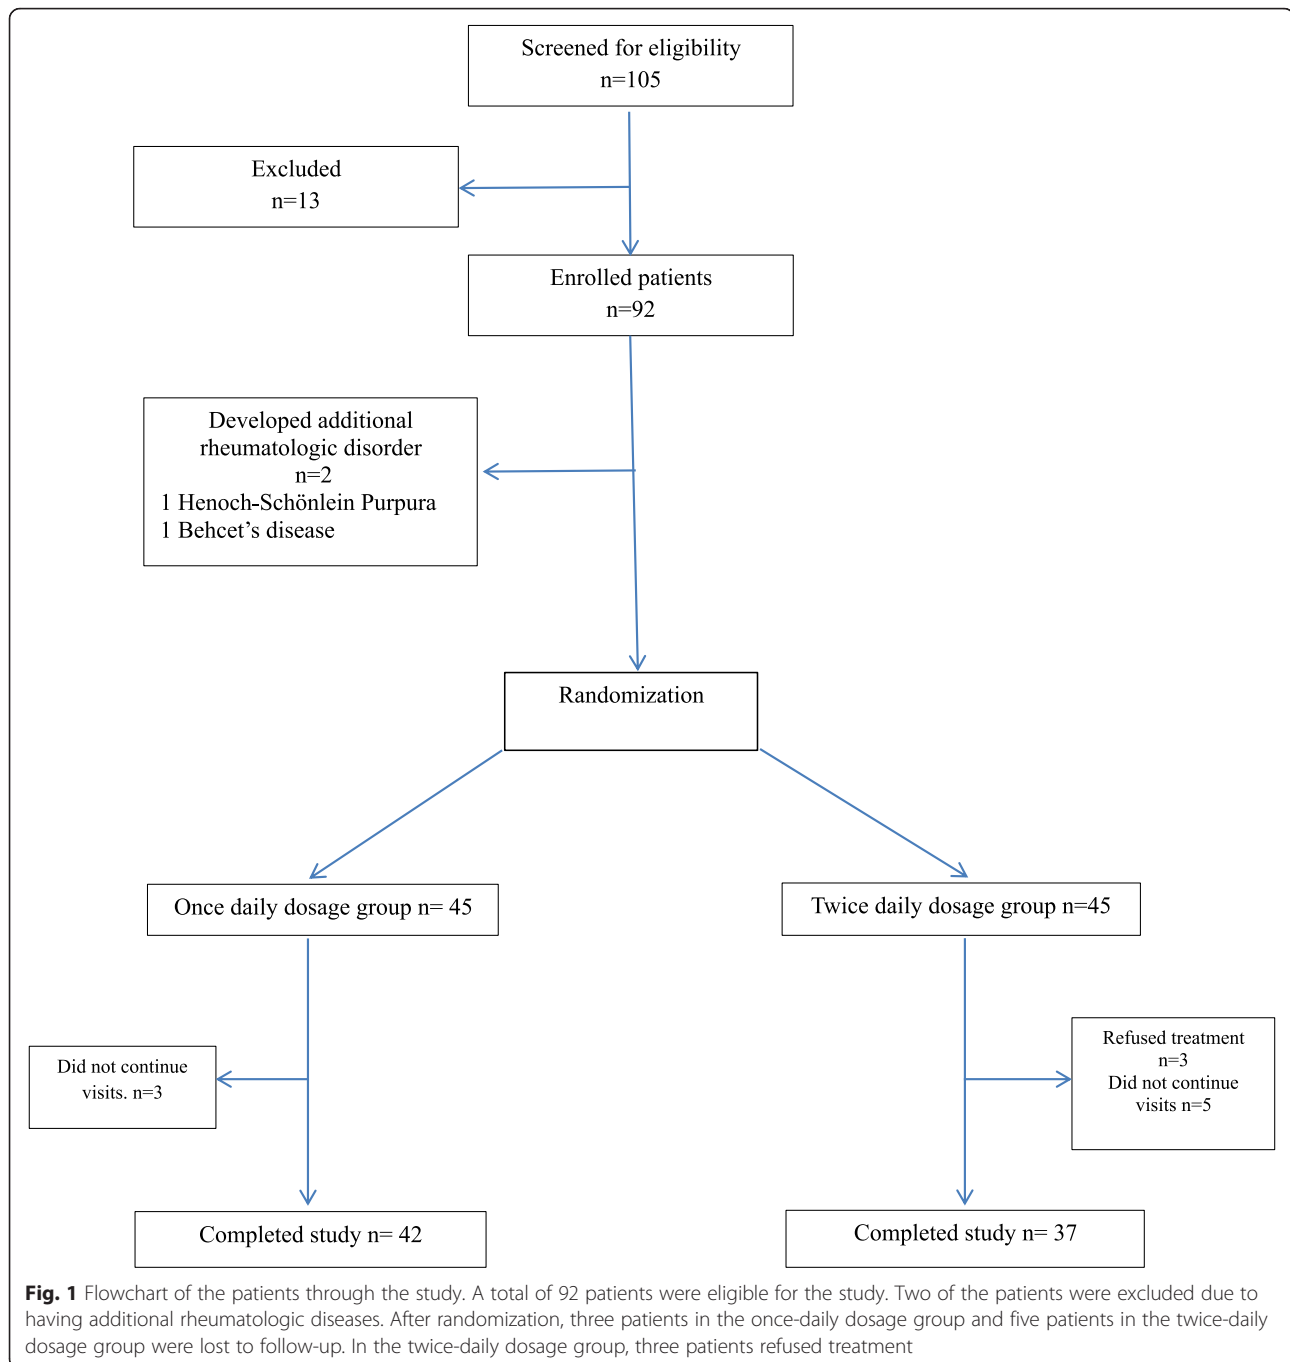 Screened for eligibility
n=105
Excluded
n=13
Enrolled patients
n=92
Developed additional
rheumatologic disorder
n=2
1 Henoch-Schönlein Purpura
1 Behcet's disease
Randomization
Once daily dosage group n= 45
Twice daily dosage group n=45
Did not continue
visits. n=3
Refused treatment
n=3
Did not continue
visits n=5
Completed study n= 42
Completed study n= 37
Fig. 1 Flowchart of the patients through the study. A total of 92 patients were eligible for the study. Two of the patients were excluded due to
having additional rheumatologic diseases. After randomization, three patients in the once-daily dosage group and five patients in the twice-daily
dosage group were lost to follow-up. In the twice-daily dosage group, three patients refused treatment